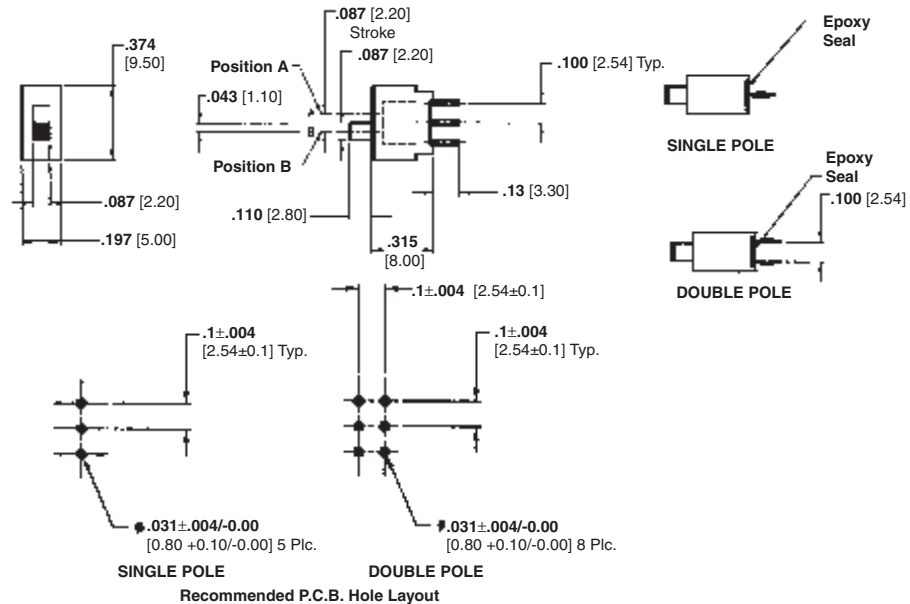 .087 [2.20]
Stroke
.087 [2.20]
.374
[9.50]
Position A
.043 [1.10]
.100 [2.54] Typ.
Epoxy
Seal
SINGLE POLE
Position B
.087 [2.20]
.197 [5.00]
.110 [2.80]
.13 [3.30]
.315
[8.00]
Epoxy
Seal
.100 [2.54]
DOUBLE POLE
.1±.004 [2.54±0.1]
.1±.004
[2.54±0.1] Typ.
.1±.004
[2.54±0.1] Typ.
.031±.004/-0.00
[0.80 +0.10/-0.00] 5 Plc.
.031±.004/-0.00
[0.80 +0.10/-0.00] 8 Plc.
SINGLE POLE
DOUBLE POLE
Recommended P.C.B. Hole Layout